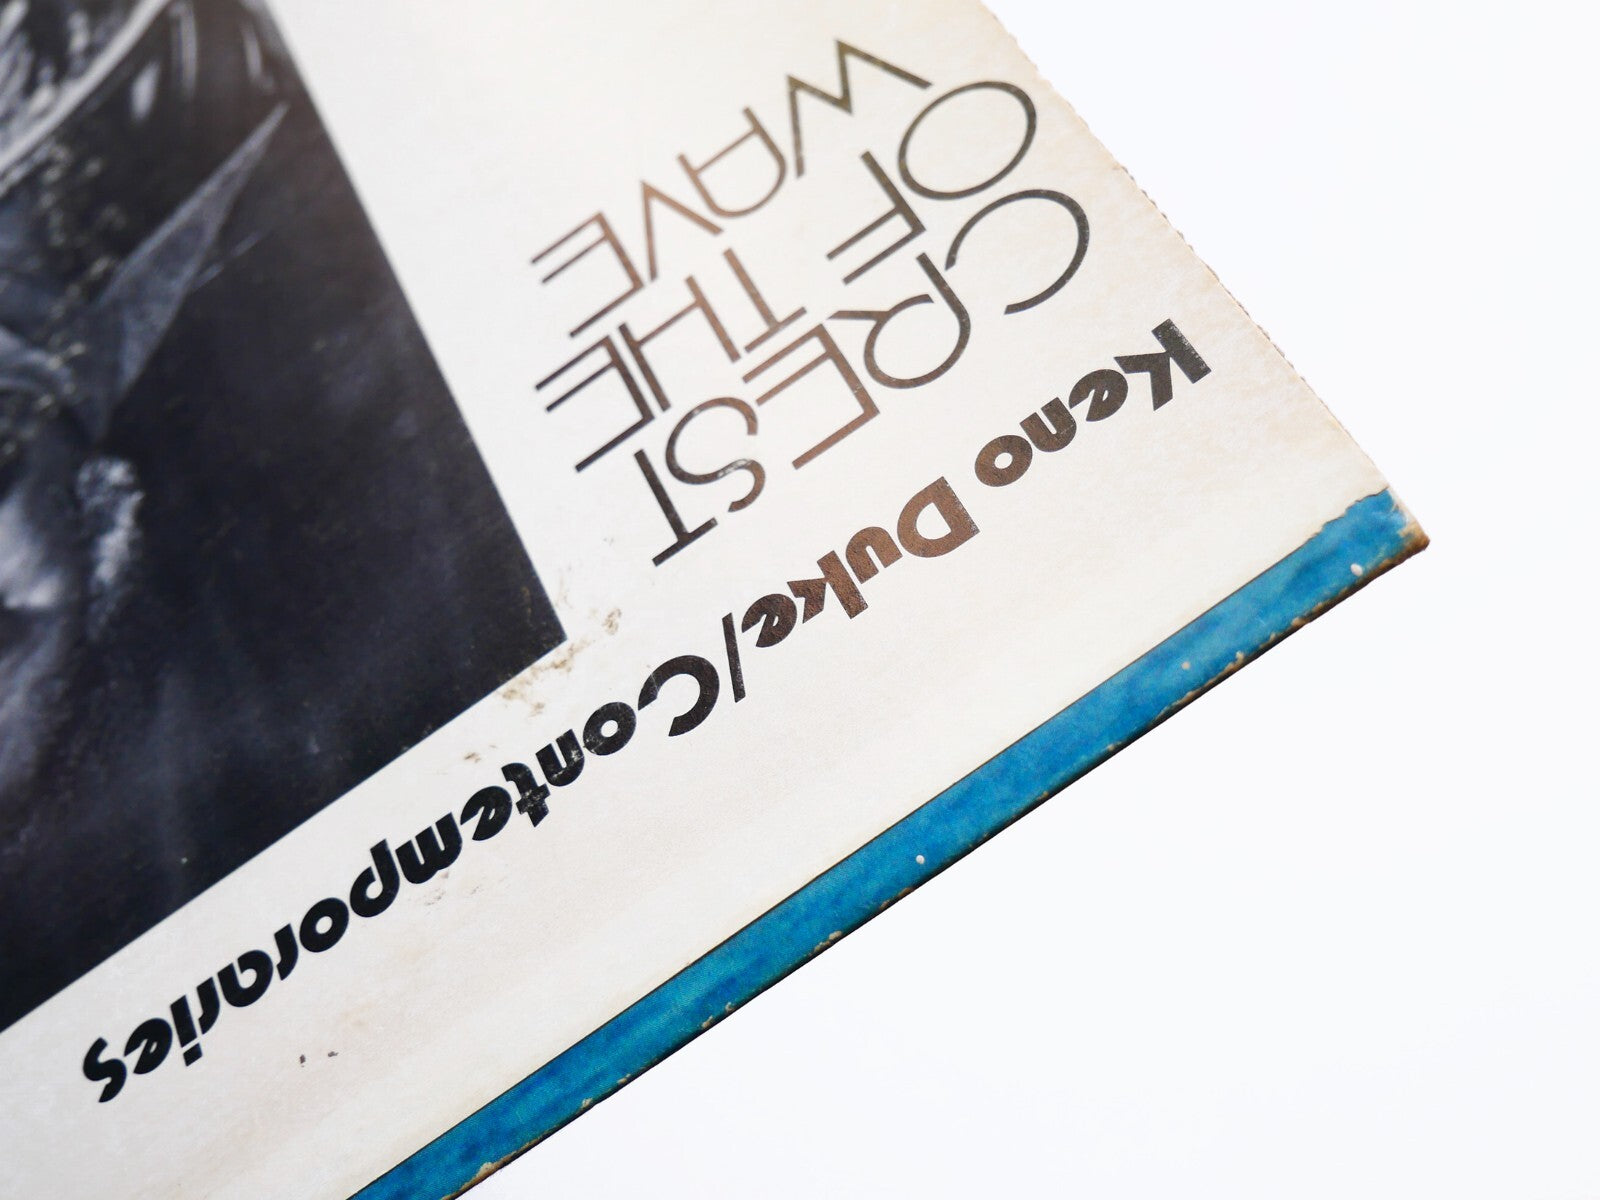 Keno Duke/Contemporaries
CREST
OF THE
WAVE